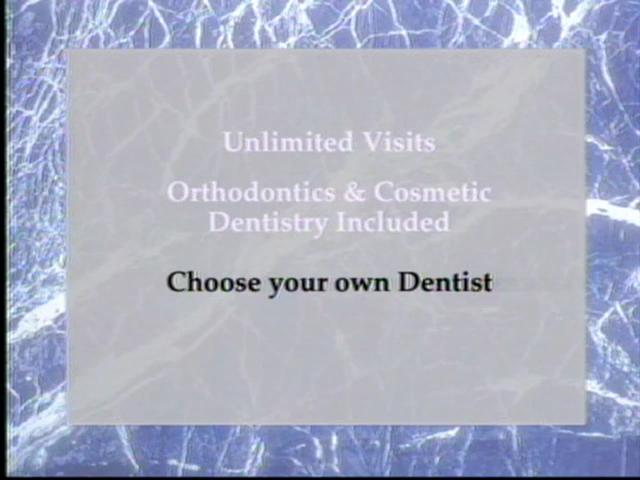 Unlimited Visits
Orthodontics & Cosmetic
Dentistry Included
Choose your own Dentist